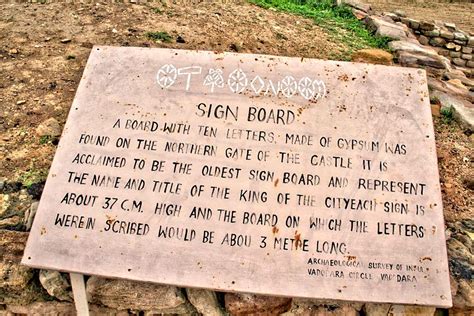 SIGN BOARD
A BOARD WITH TEN LETTERS, MADE OF GYPSUM WAS
FOUND ON THE NORTHERN GATE OF THE CASTLE IT IS
ACCLAIMED TO BE THE OLDEST SIGN BOARD AND REPRESENT
THE NAME AND TITLE OF THE KING OF THE CITYEACH SIGN IS
ABOUT 37 C.M. HIGH AND THE BOARD ON WHICH THE LETTERS
WEREIN SCRIBED WOULD BE ABOU 3 METRE LONG.
ARCHAEOLOGICAL SURVEY OF INDIA
VADODARA CIRCLE VADODARA